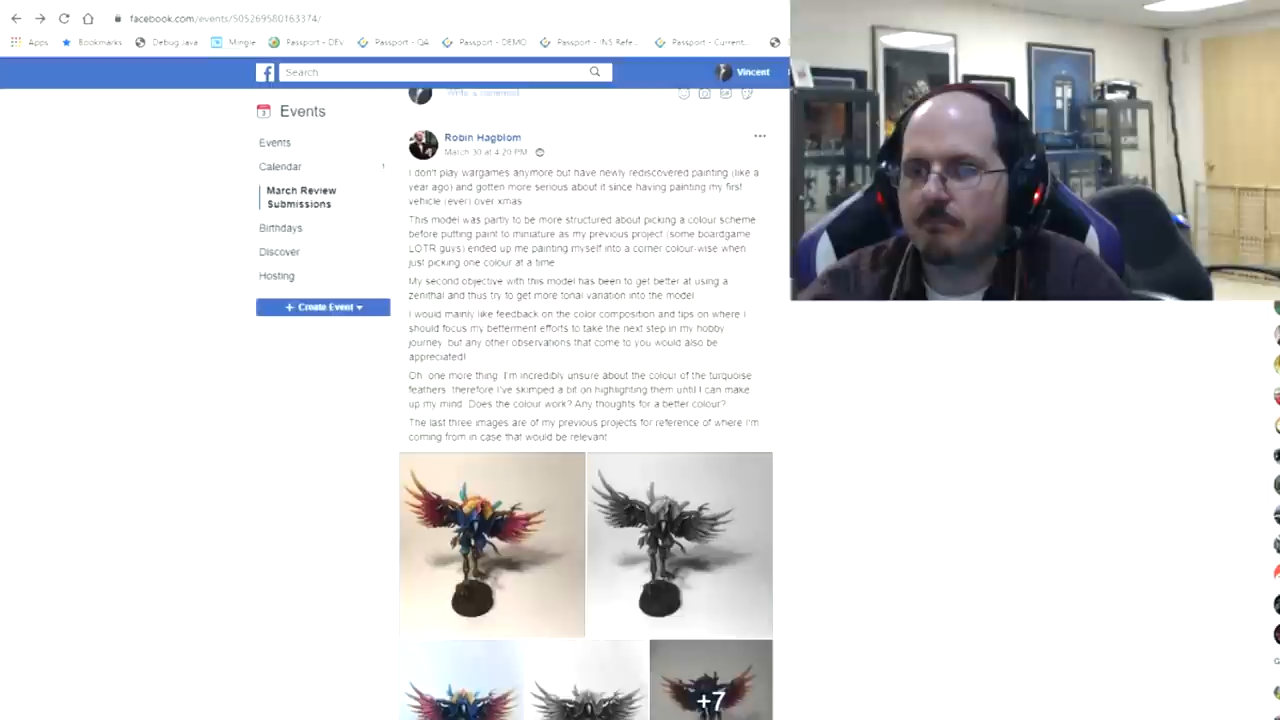 facebook.com/events/505269580163374/
Apps Bookmarks Debug Java Mingle Passport - DEV Passport - QA Passport - DEMO Passport - INS Refe... Passport - Current...
Search
Vincent
Events
Write a comment...
Events
Calendar 1
March Review
Submissions
Birthdays
Discover
Hosting
+ Create Event
Robin Hagblom
March 30 at 4:20 PM
I don't play wargames anymore but have newly rediscovered painting (like a
year ago) and gotten more serious about it since having painting my first
vehicle (ever) over xmas
This model was partly to be more structured about picking a colour scheme
before putting paint to miniature as my previous project (some boardgame
LOTR guys) ended up me painting myself into a corner colour-wise when
just picking one colour at a time
My second objective with this model has been to get better at using a
zenithal and thus try to get more tonal variation into the model
I would mainly like feedback on the color composition and tips on where I
should focus my betterment efforts to take the next step in my hobby
journey, but any other observations that come to you would also be
appreciated!
Oh, one more thing. I'm incredibly unsure about the colour of the turquoise
feathers, therefore I've skimped a bit on highlighting them until I can make
up my mind. Does the colour work? Any thoughts for a better colour?
The last three images are of my previous projects for reference of where I'm
coming from in case that would be relevant
+7